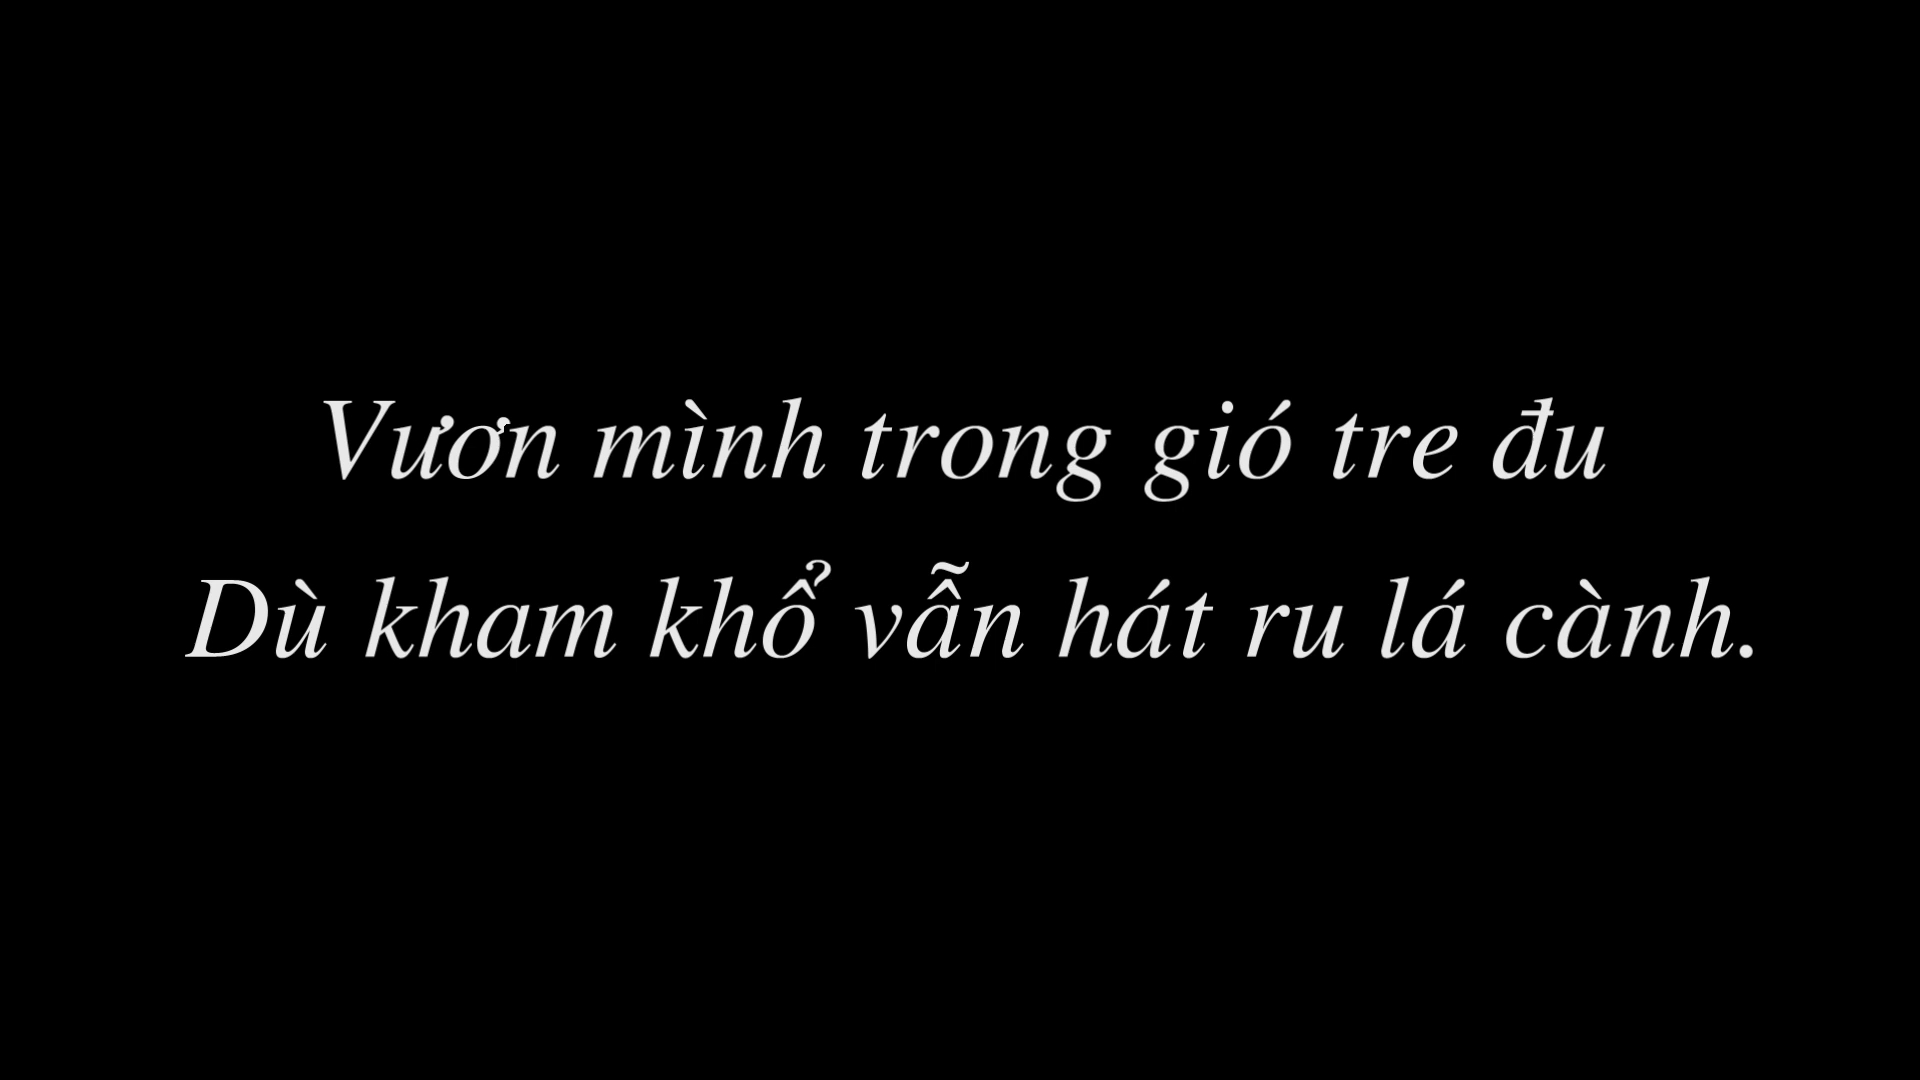 Vươn mình trong gió tre đu
Dù kham khổ vẫn hát ru lá cành.